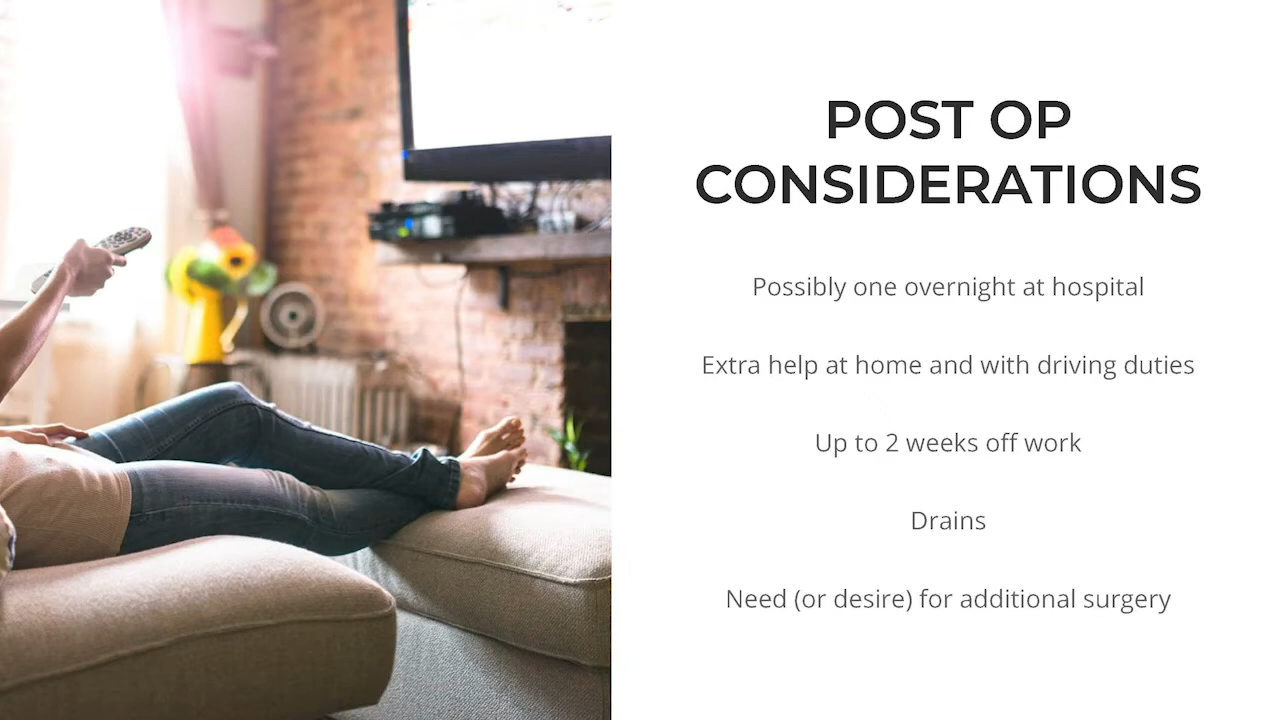 POST OP
CONSIDERATIONS
Possibly one overnight at hospital
Extra help at home and with driving duties
Up to 2 weeks off work
Drains
Need (or desire) for additional surgery